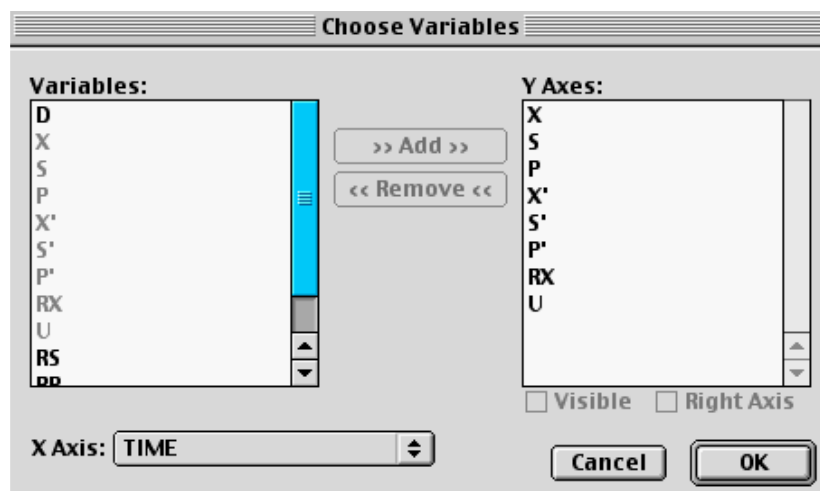 Choose Variables
Variables:
D
X
S
P
X'
S'
P'
RX
U
RS
>> Add >>
<< Remove <<
Y Axes:
X
S
P
X'
S'
P'
RX
U
Visible
Right Axis
X Axis: TIME
Cancel
OK